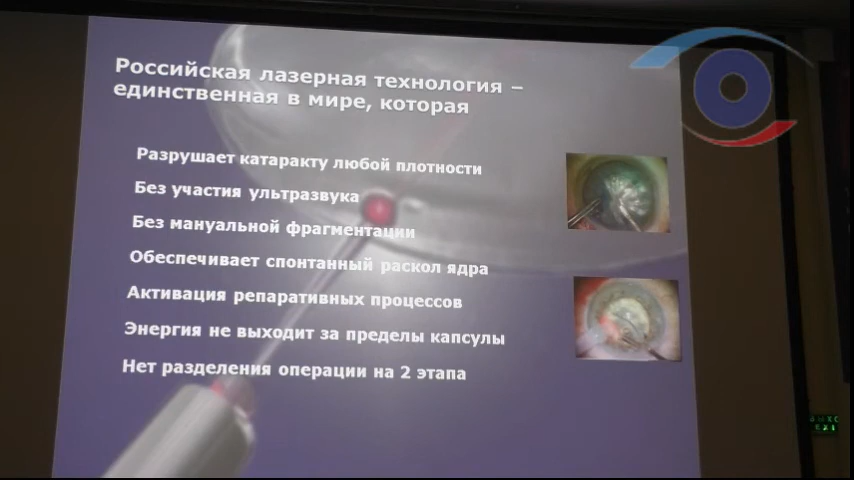 Российская лазерная технология –
единственная в мире, которая
Разрушает катаракту любой плотности
Без участия ультразвука
Без мануальной фрагментации
Обеспечивает спонтанный раскол ядра
Активация репаративных процессов
Энергия не выходит за пределы капсулы
Нет разделения операции на 2 этапа